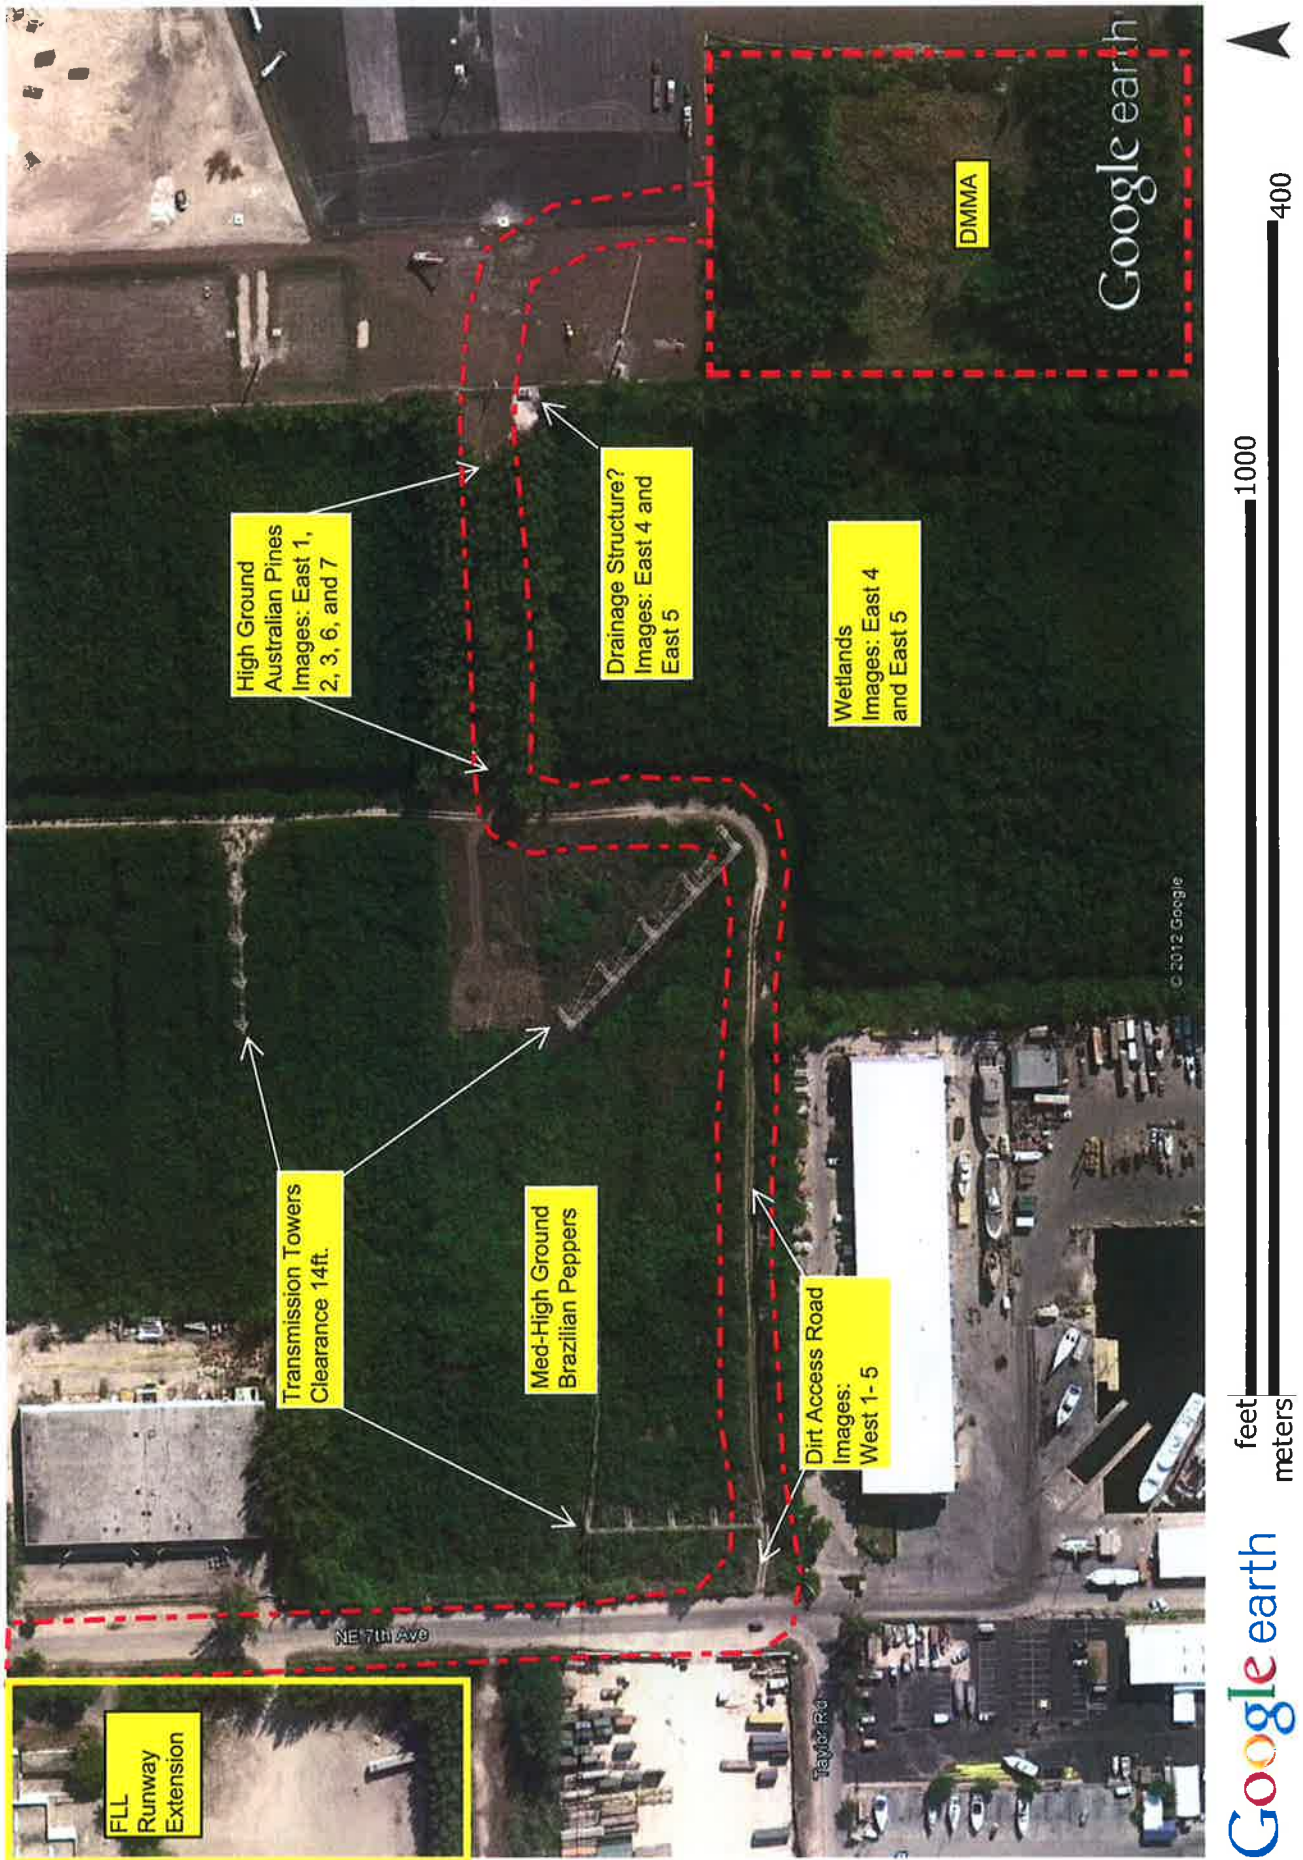 FLL
Runway
Extension
NE 7th Ave
Taylor Rd
Transmission Towers
Clearance 14ft.
Med-High Ground
Brazilian Peppers
Dirt Access Road
Images:
West 1- 5
High Ground
Australian Pines
Images: East 1,
2, 3, 6, and 7
Drainage Structure?
Images: East 4 and
East 5
Wetlands
Images: East 4
and East 5
DMMA
Google earth
© 2012 Google
Google earth
feet 1000
meters 400